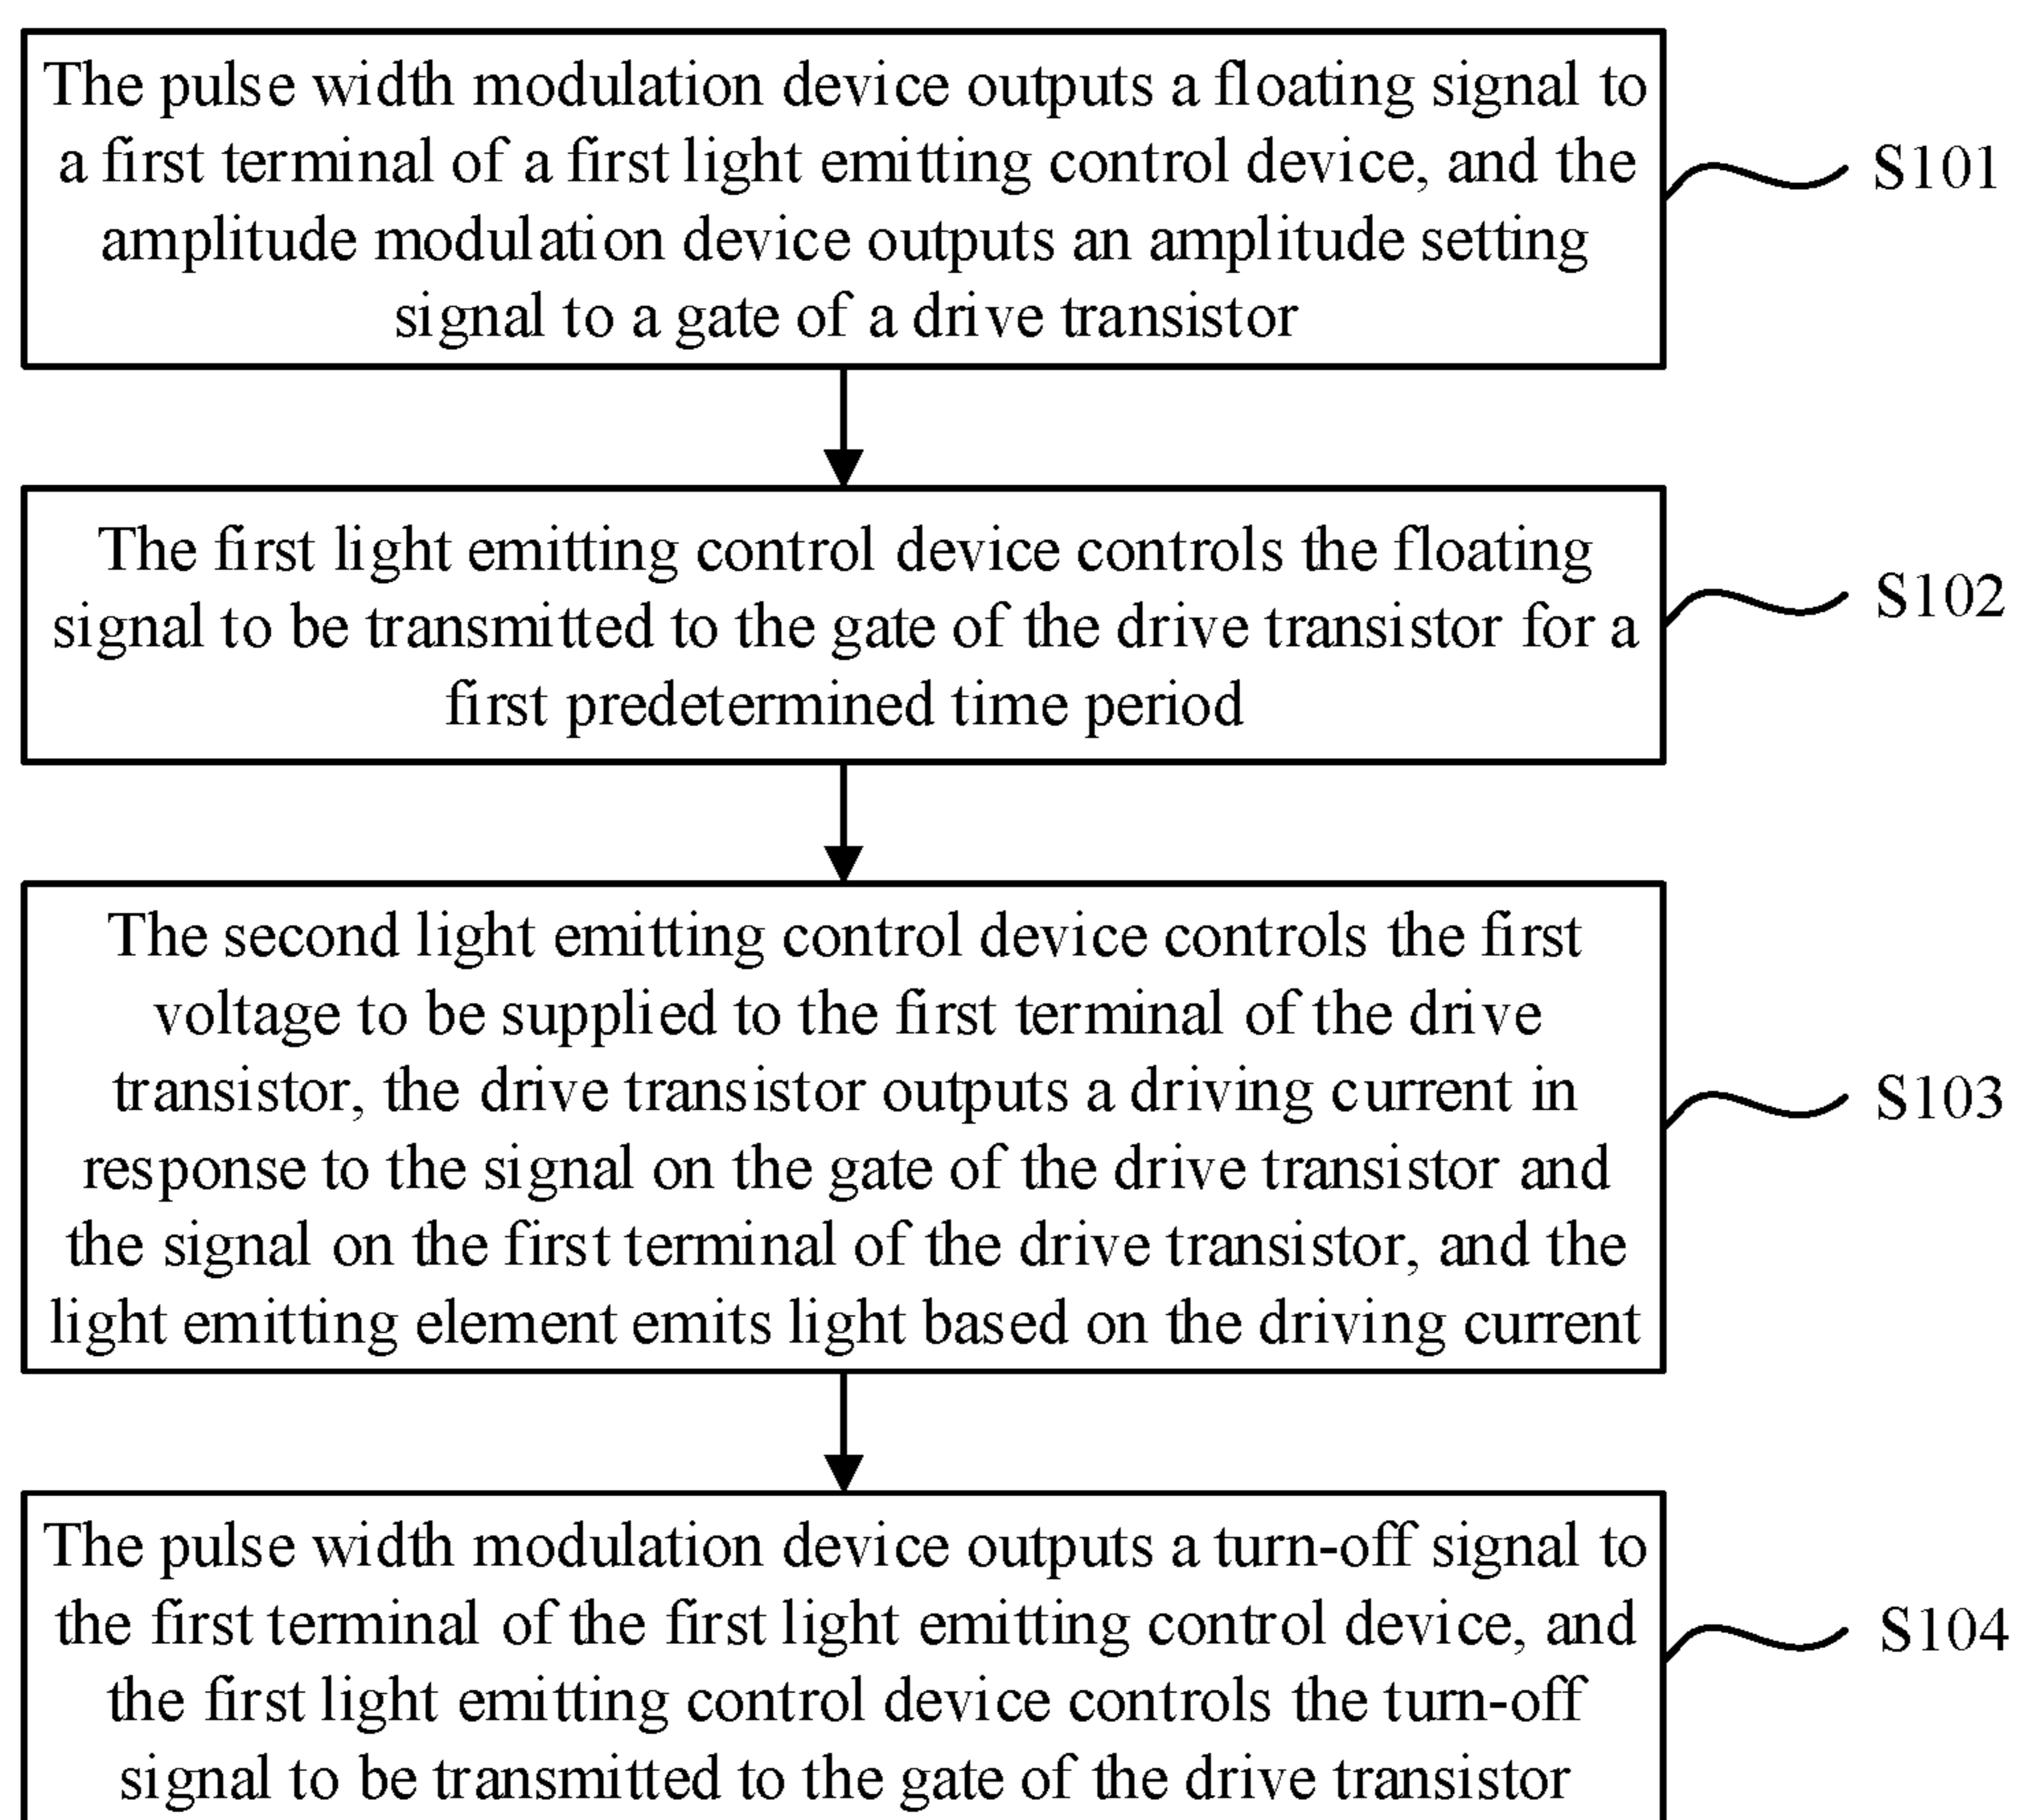 The pulse width modulation device outputs a floating signal to
a first terminal of a first light emitting control device, and the
amplitude modulation device outputs an amplitude setting
signal to a gate of a drive transistor
S101
The first light emitting control device controls the floating
signal to be transmitted to the gate of the drive transistor for a
first predetermined time period
S102
The second light emitting control device controls the first
voltage to be supplied to the first terminal of the drive
transistor, the drive transistor outputs a driving current in
response to the signal on the gate of the drive transistor and
the signal on the first terminal of the drive transistor, and the
light emitting element emits light based on the driving current
S103
The pulse width modulation device outputs a turn-off signal to
the first terminal of the first light emitting control device, and
the first light emitting control device controls the turn-off
signal to be transmitted to the gate of the drive transistor
S104